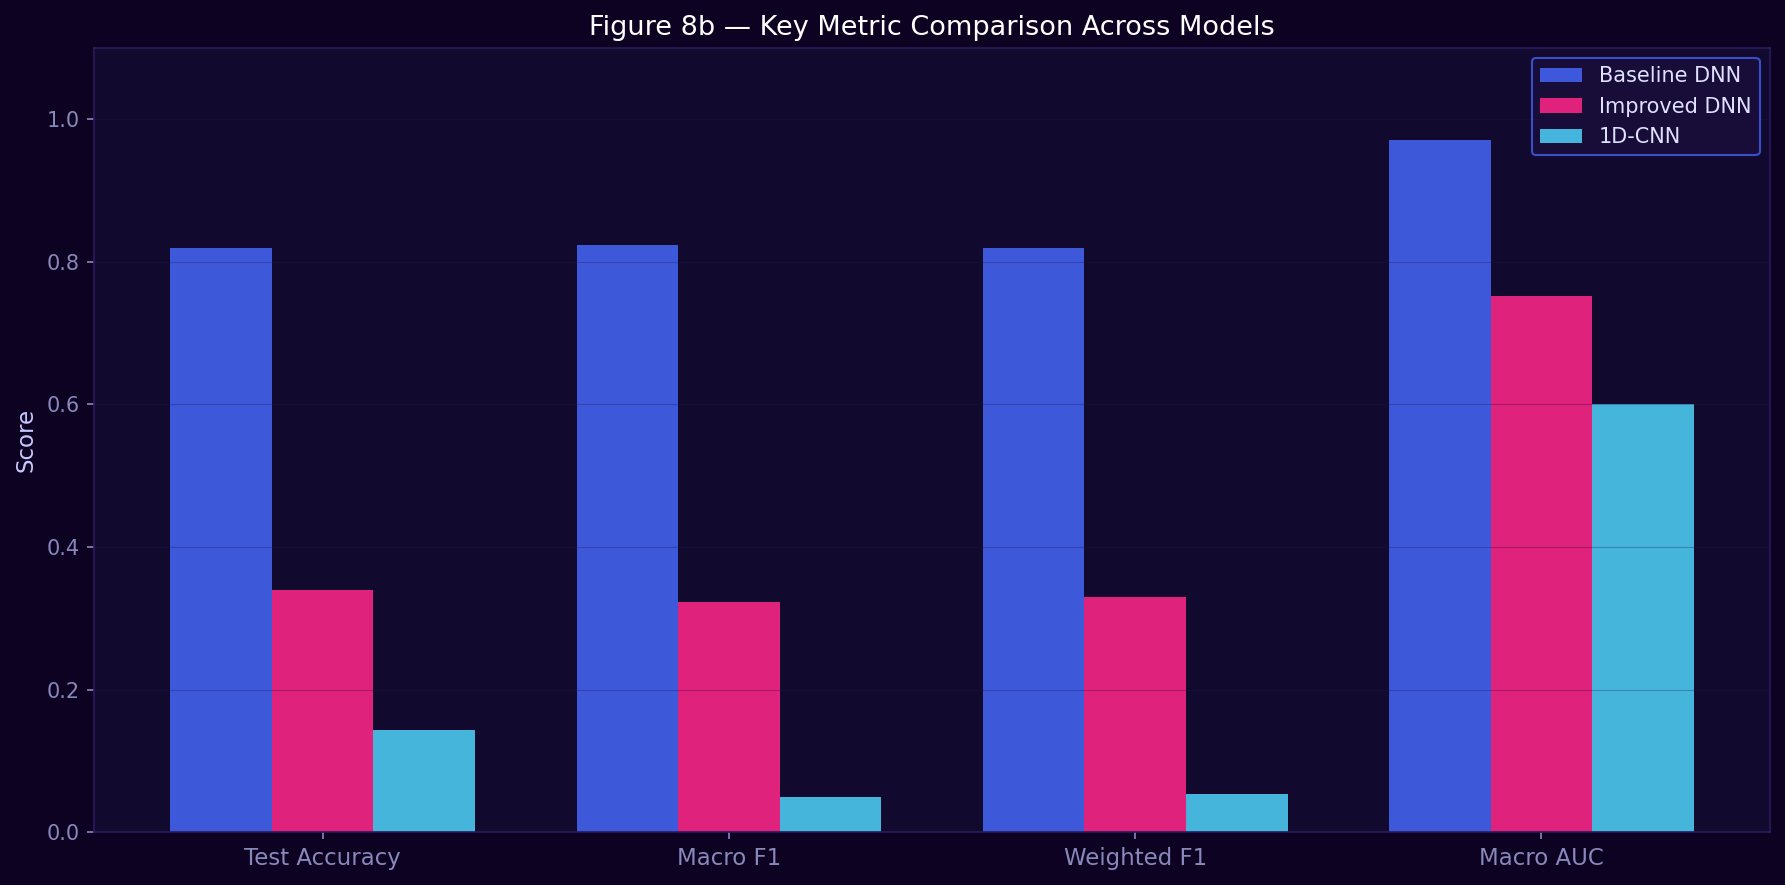 Figure 8b — Key Metric Comparison Across Models
Baseline DNN
Improved DNN
1D-CNN
Score
1.0
0.8
0.6
0.4
0.2
0.0
Test Accuracy
Macro F1
Weighted F1
Macro AUC